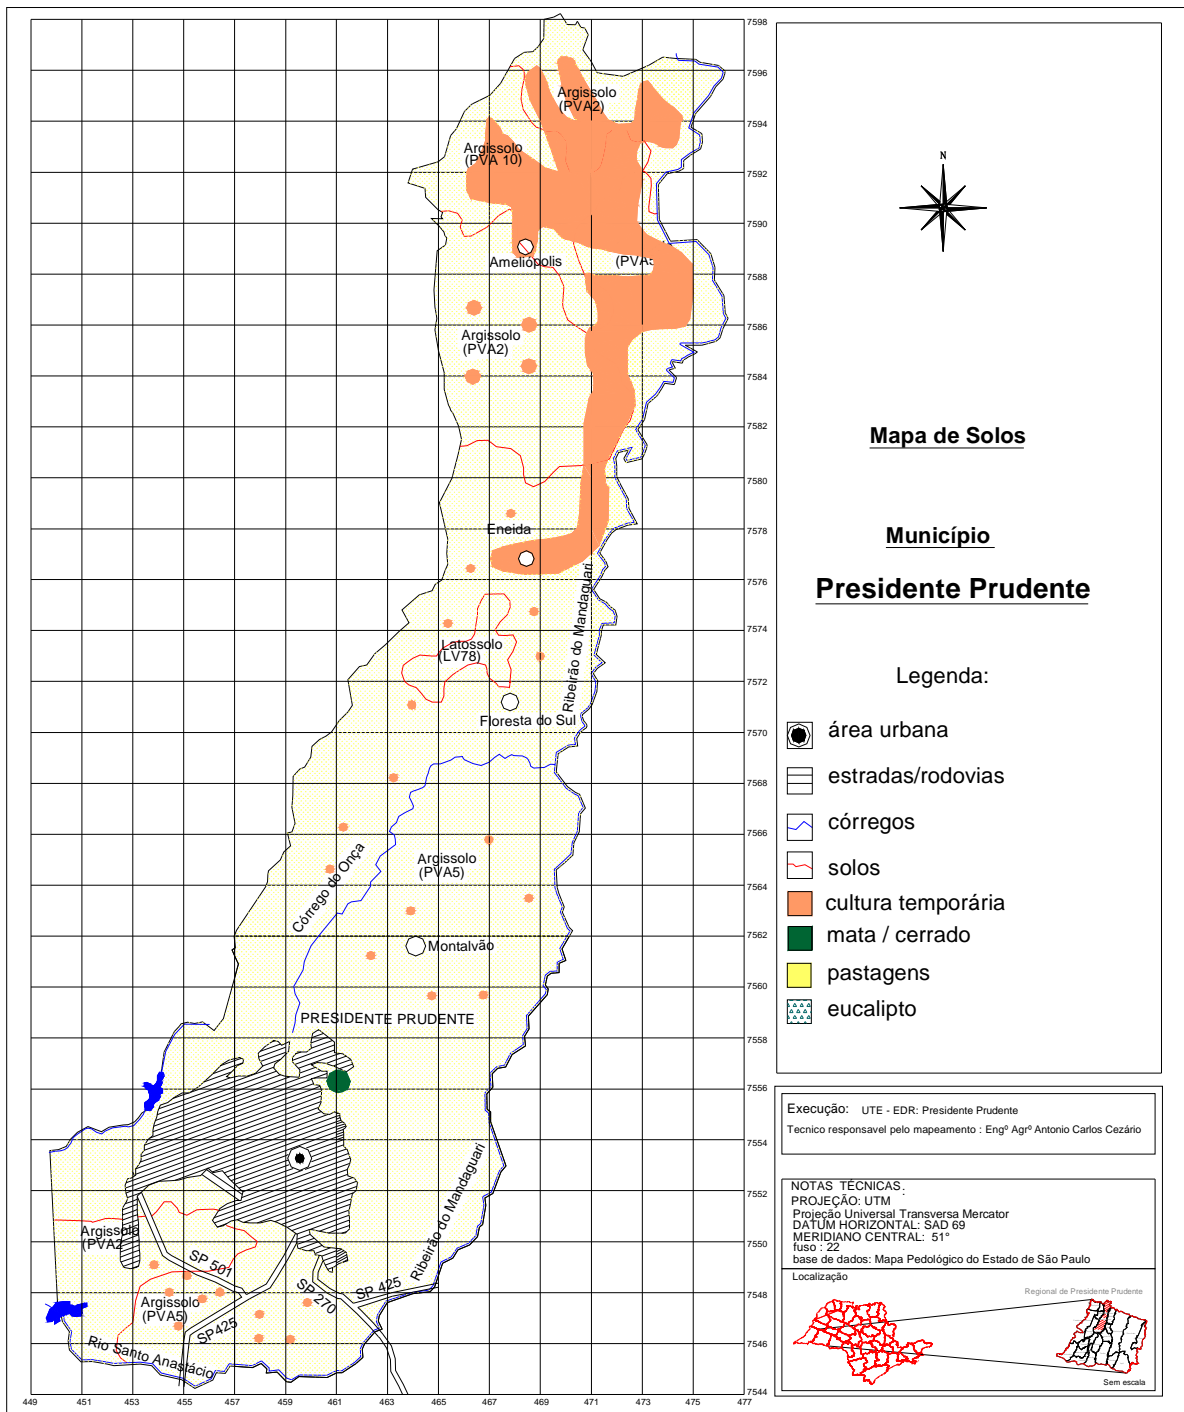 7598
7596
7594
7592
7590
7588
7586
7584
7582
7580
7578
7576
7574
7572
7570
7568
7566
7564
7562
7560
7558
7556
7554
7552
7550
7548
7546
7544
449
451
453
455
457
459
461
463
465
467
469
471
473
475
477
Argissolo
(PVA2)
Argissolo
(PVA 10)
Ameliópolis
(PVA5
Argissolo
(PVA2)
Eneida
Ribeirão do Mandaguari
Latossolo
(LV78)
Floresta do Sul
Córrego do Onça
Argissolo
(PVA5)
Montalvão
PRESIDENTE PRUDENTE
Ribeirão do Mandaguari
Argissolo
(PVA2
SP 501
SP 425
SP 270
Argissolo
(PVA5)
SP425
Rio Santo Anastácio
N
Mapa de Solos
Município
Presidente Prudente
Legenda:
área urbana
estradas/rodovias
córregos
solos
cultura temporária
mata / cerrado
pastagens
eucalipto
Execução: UTE - EDR: Presidente Prudente
Tecnico responsavel pelo mapeamento : Engº Agrº Antonio Carlos Cezário
NOTAS TÉCNICAS:
PROJEÇÃO: UTM
Projeção Universal Transversa Mercator
DATUM HORIZONTAL: SAD 69
MERIDIANO CENTRAL: 51°
fuso : 22
base de dados: Mapa Pedológico do Estado de São Paulo
Localização
Regional de Presidente Prudente
Sem escala